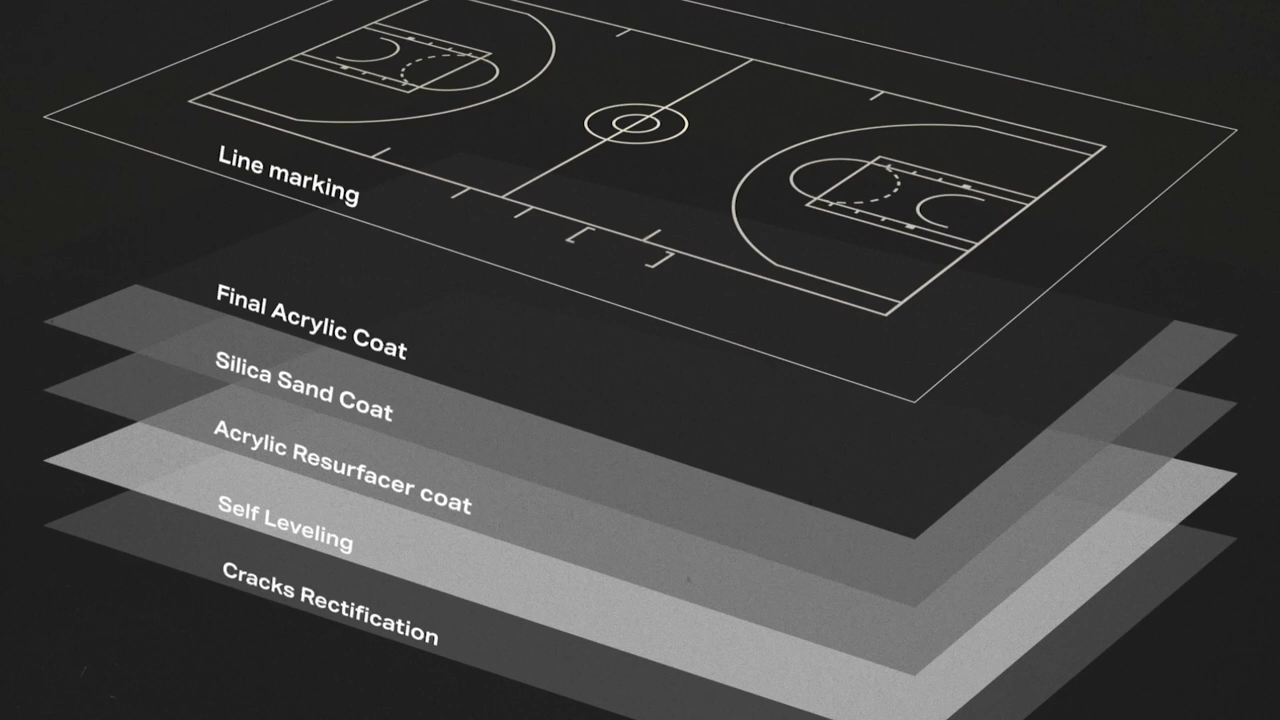 Line marking
Final Acrylic Coat
Silica Sand Coat
Acrylic Resurfacer coat
Self Leveling
Cracks Rectification